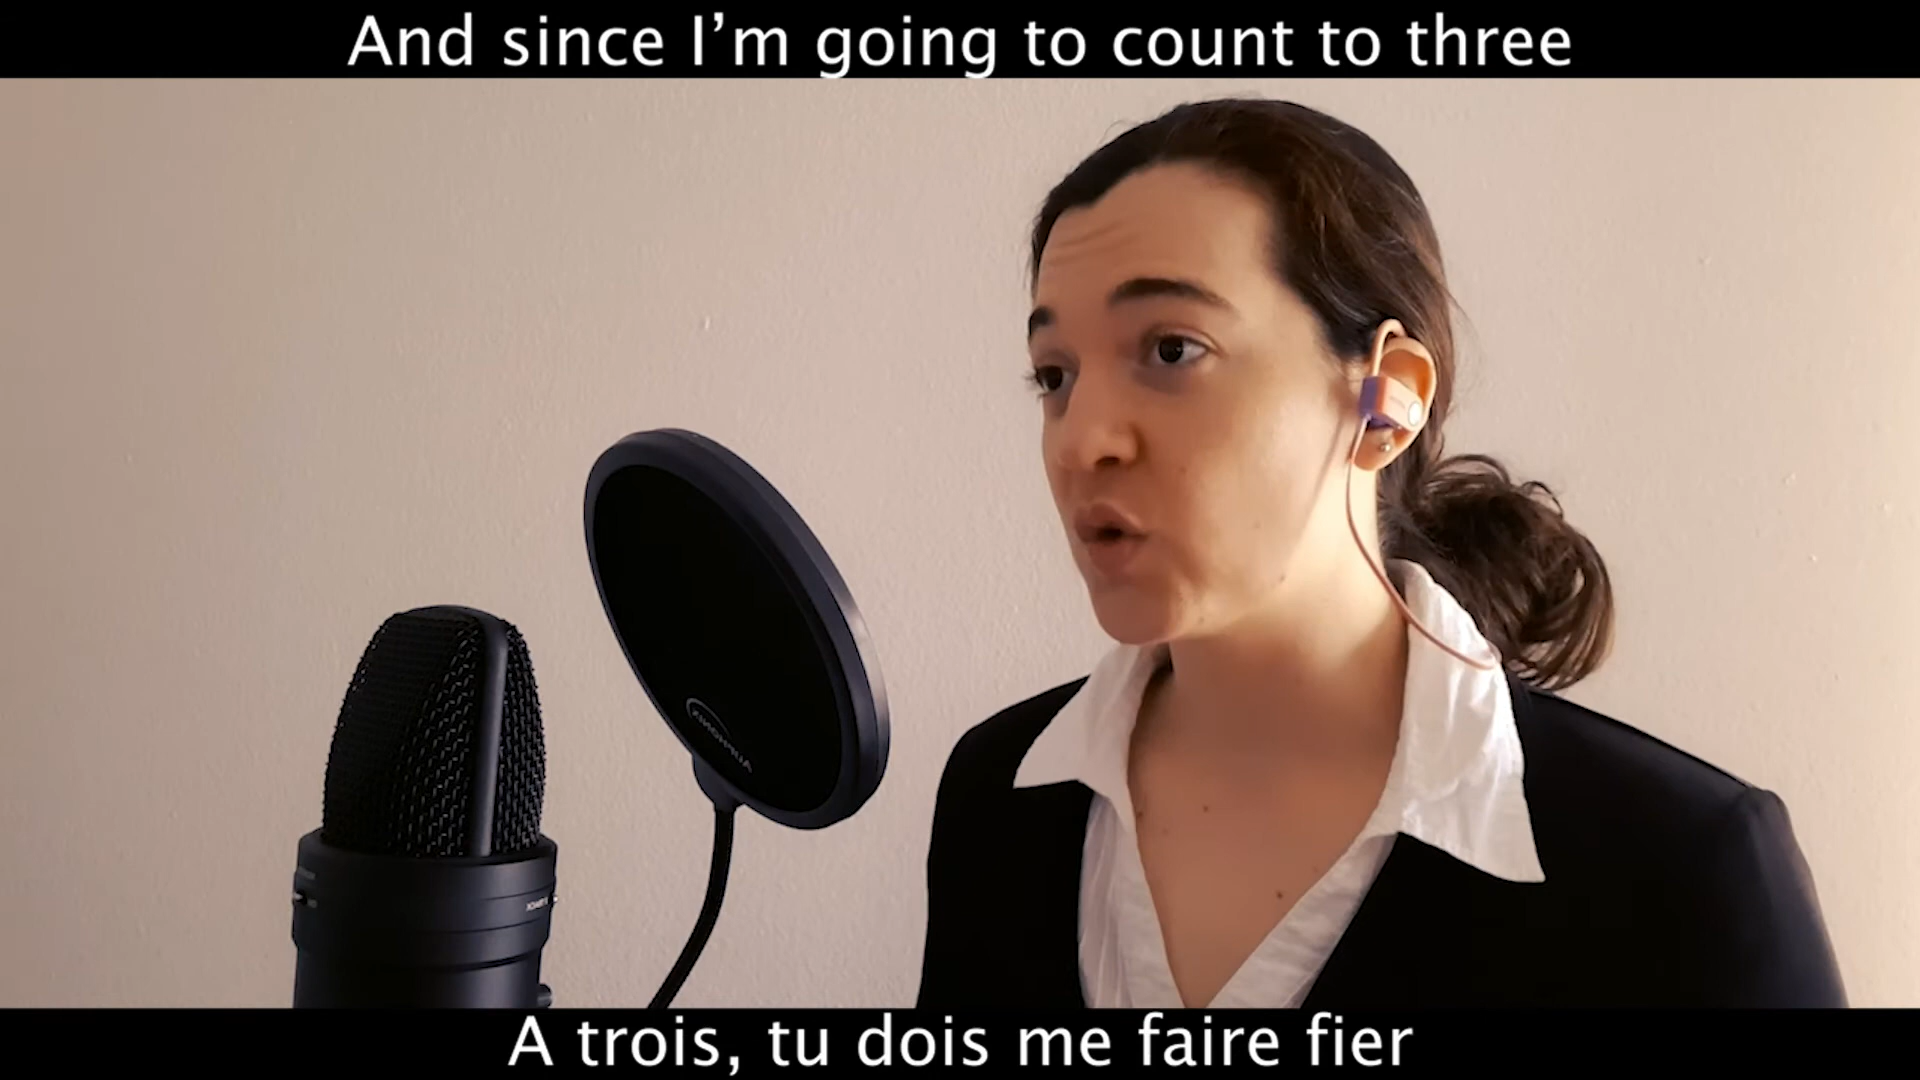 And since I’m going to count to three
A trois, tu dois me faire fier